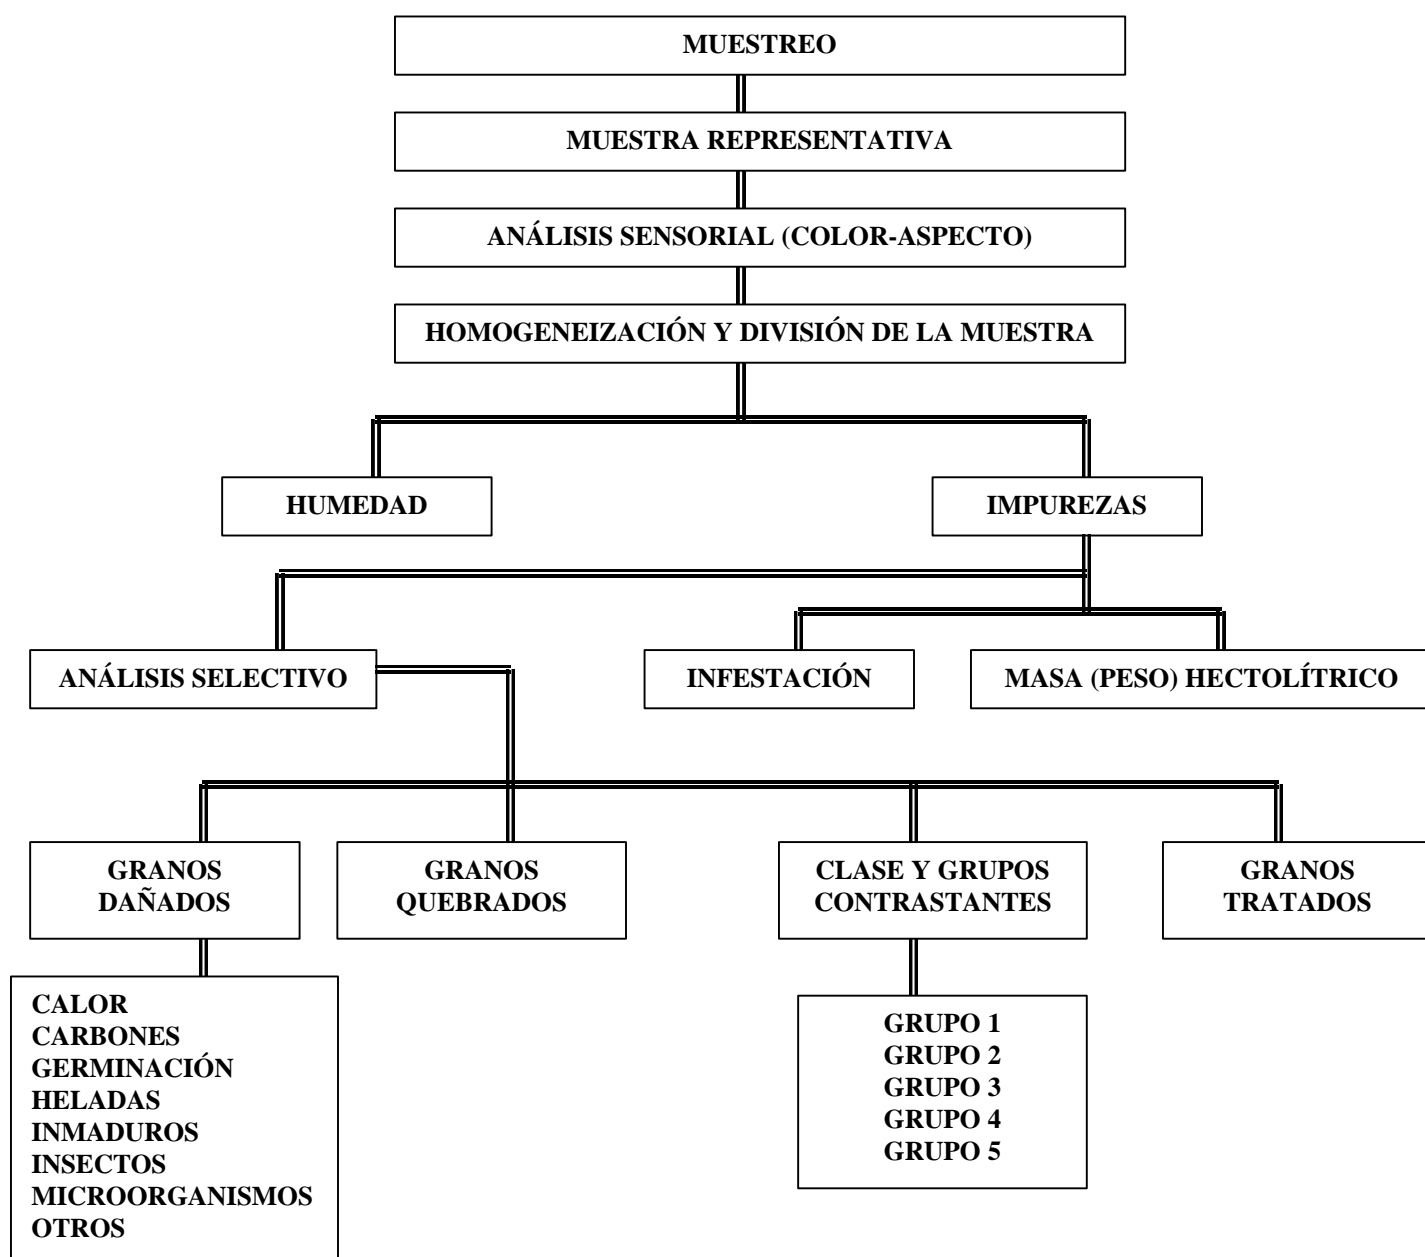 MUESTREO
MUESTRA REPRESENTATIVA
ANÁLISIS SENSORIAL (COLOR-ASPECTO)
HOMOGENEIZACIÓN Y DIVISIÓN DE LA MUESTRA
HUMEDAD
IMPUREZAS
ANÁLISIS SELECTIVO
INFESTACIÓN
MASA (PESO) HECTOLÍTRICO
GRANOS
DAÑADOS
GRANOS
QUEBRADOS
CLASE Y GRUPOS
CONTRASTANTES
GRANOS
TRATADOS
CALOR
CARBONES
GERMINACIÓN
HELADAS
INMADUROS
INSECTOS
MICROORGANISMOS
OTROS
GRUPO 1
GRUPO 2
GRUPO 3
GRUPO 4
GRUPO 5